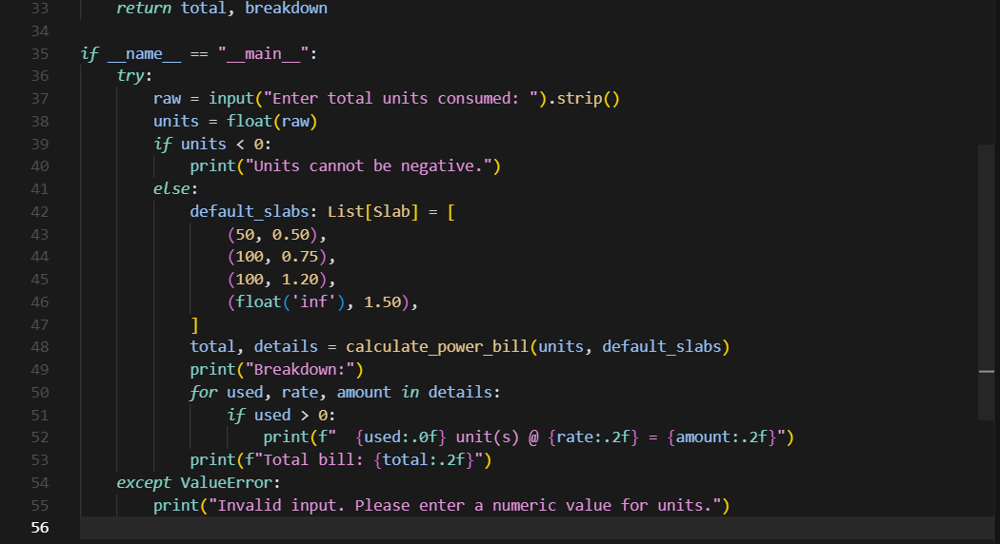 33 return total, breakdown
34
35 if __name__ == "__main__":
36     try:
37         raw = input("Enter total units consumed: ").strip()
38         units = float(raw)
39         if units < 0:
40             print("Units cannot be negative.")
41         else:
42             default_slabs: List[Slab] = [
43                 (50, 0.50),
44                 (100, 0.75),
45                 (100, 1.20),
46                 (float('inf'), 1.50),
47             ]
48             total, details = calculate_power_bill(units, default_slabs)
49             print("Breakdown:")
50             for used, rate, amount in details:
51                 if used > 0:
52                     print(f"  {used:.0f} unit(s) @ {rate:.2f} = {amount:.2f}")
53             print(f"Total bill: {total:.2f}")
54     except ValueError:
55         print("Invalid input. Please enter a numeric value for units.")
56